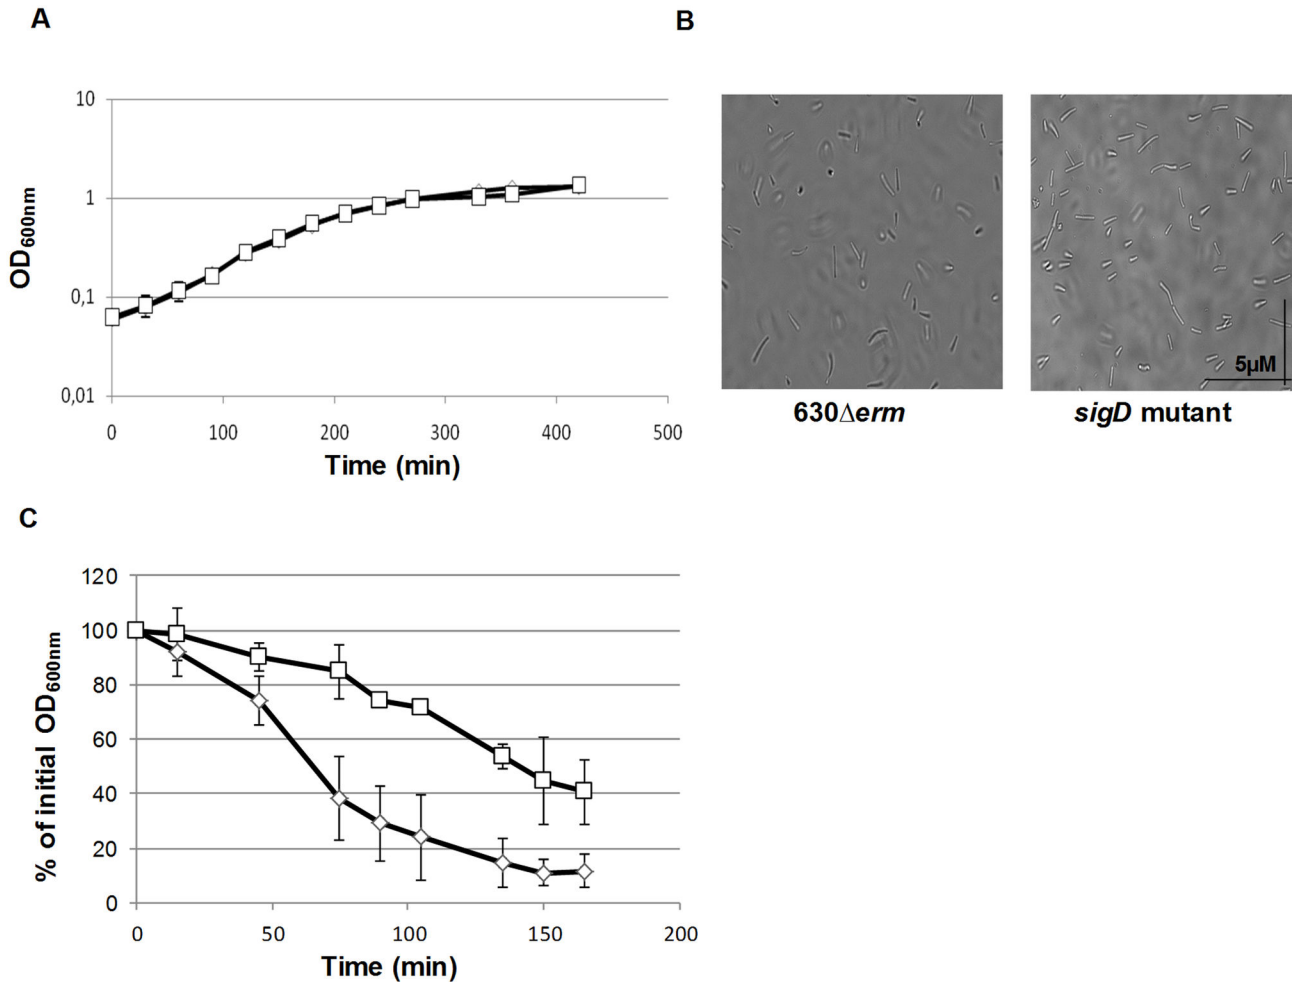 A
B
10
1
0,1
0,01
OD600nm
0
100
200
300
400
500
Time (min)
5µM
630Δerm
sigD mutant
C
120
100
80
60
40
20
0
% of initial OD600nm
0
50
100
150
200
Time (min)